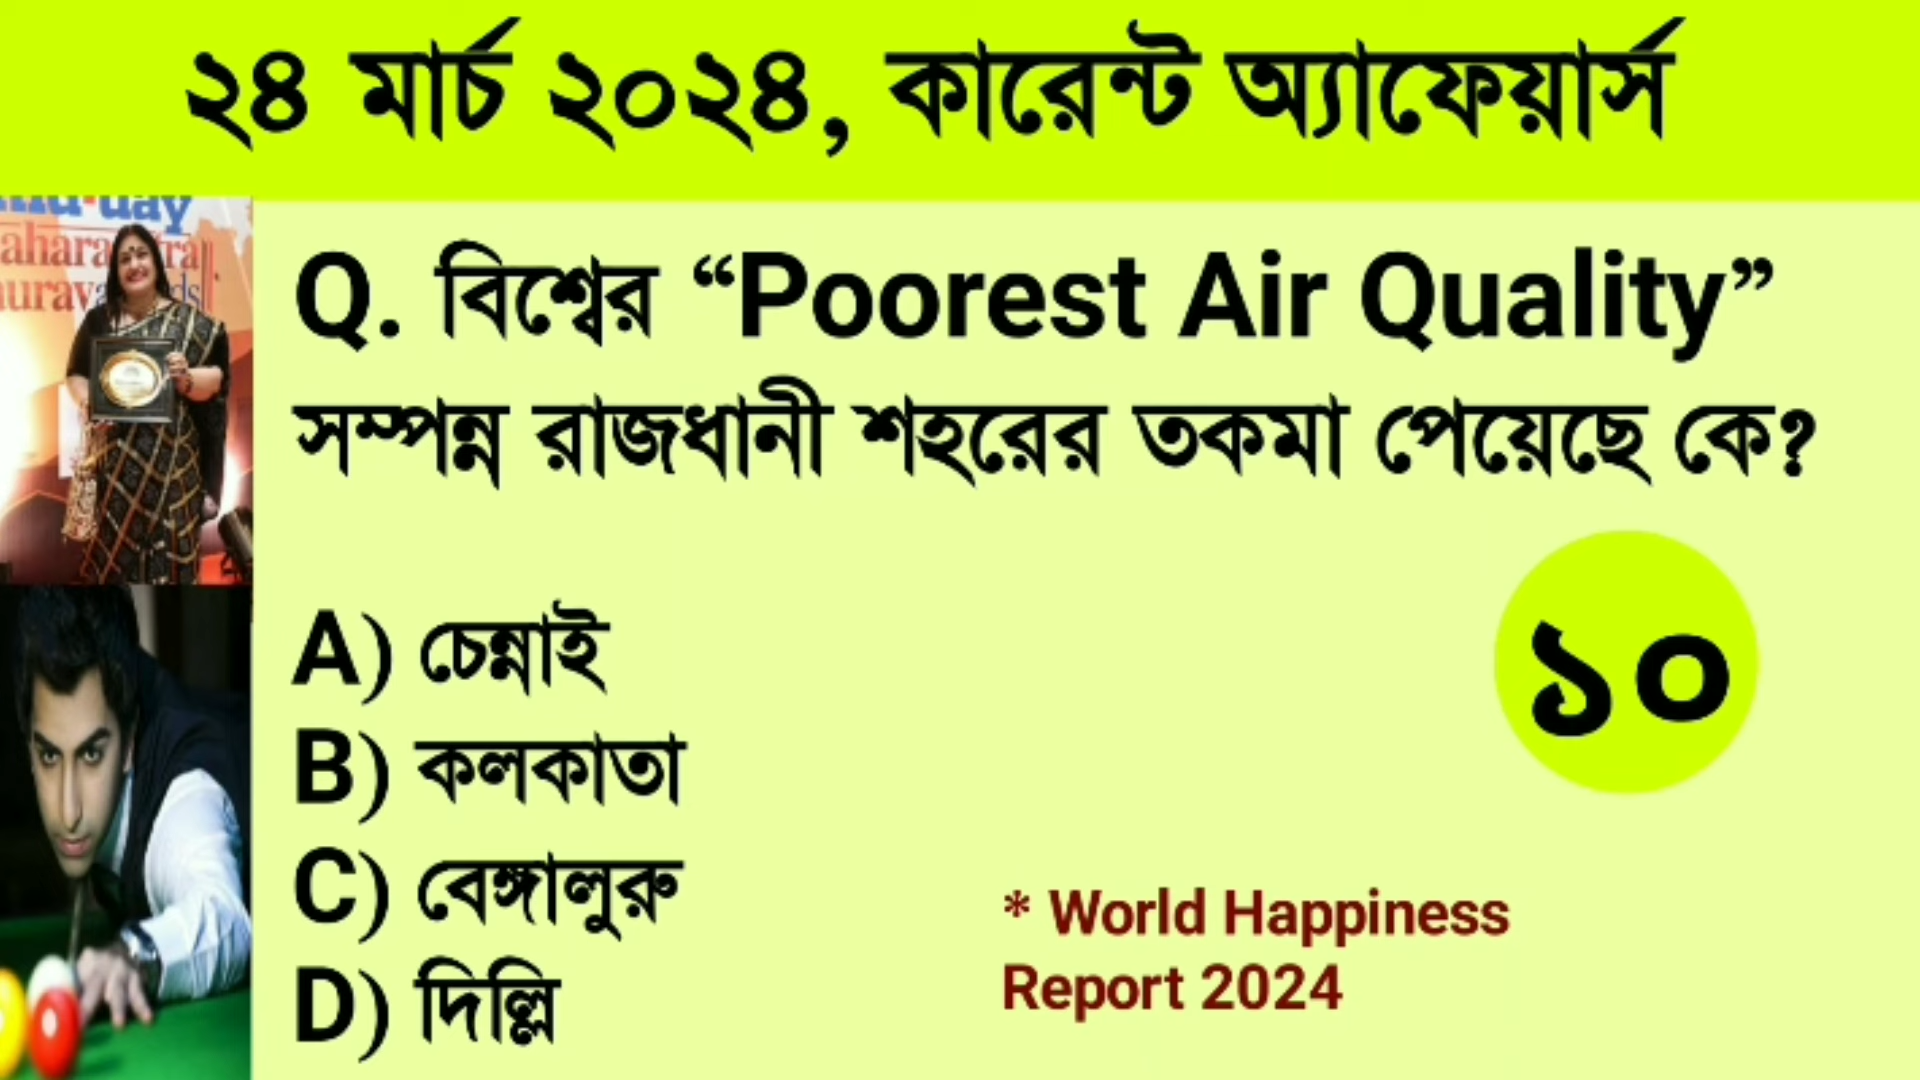 ২৪ মার্চ ২০২৪, কারেন্ট অ্যাফেয়ার্স
Q. বিশ্বের “Poorest Air Quality”
সম্পন্ন রাজধানী শহরের তকমা পেয়েছে কে?
A) চেন্নাই
B) কলকাতা
C) বেঙ্গালুরু
D) দিল্লি
১০
* World Happiness
Report 2024